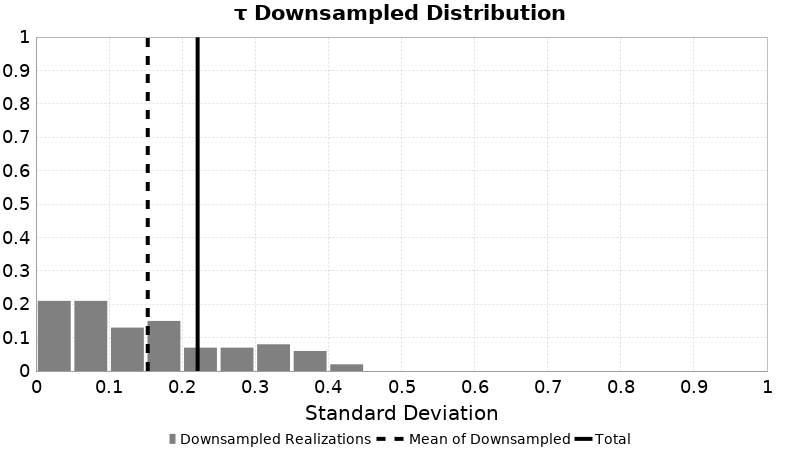 τ Downsampled Distribution
1
0.9
0.8
0.7
0.6
0.5
0.4
0.3
0.2
0.1
0
0 0.1 0.2 0.3 0.4 0.5 0.6 0.7 0.8 0.9 1
Standard Deviation
Downsampled Realizations Mean of Downsampled Total